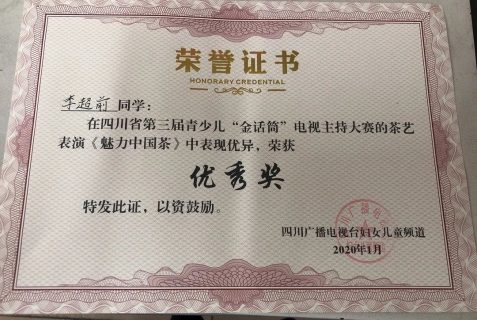 荣誉证书
HONORARY CREDENTIAL
李超前 同学：
在四川省第三届青少儿“金话筒”电视主持大赛的茶艺
表演《魅力中国茶》中表现优异，荣获
优秀奖
特发此证，以资鼓励。
四川广播电视台妇女儿童频道
2020年1月